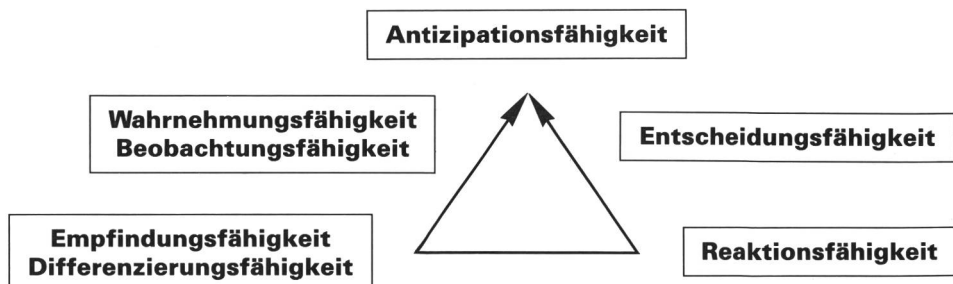 Antizipationsfähigkeit
Wahrnehmungsfähigkeit
Beobachtungsfähigkeit
Entscheidungsfähigkeit
Empfindungsfähigkeit
Differenzierungsfähigkeit
Reaktionsfähigkeit